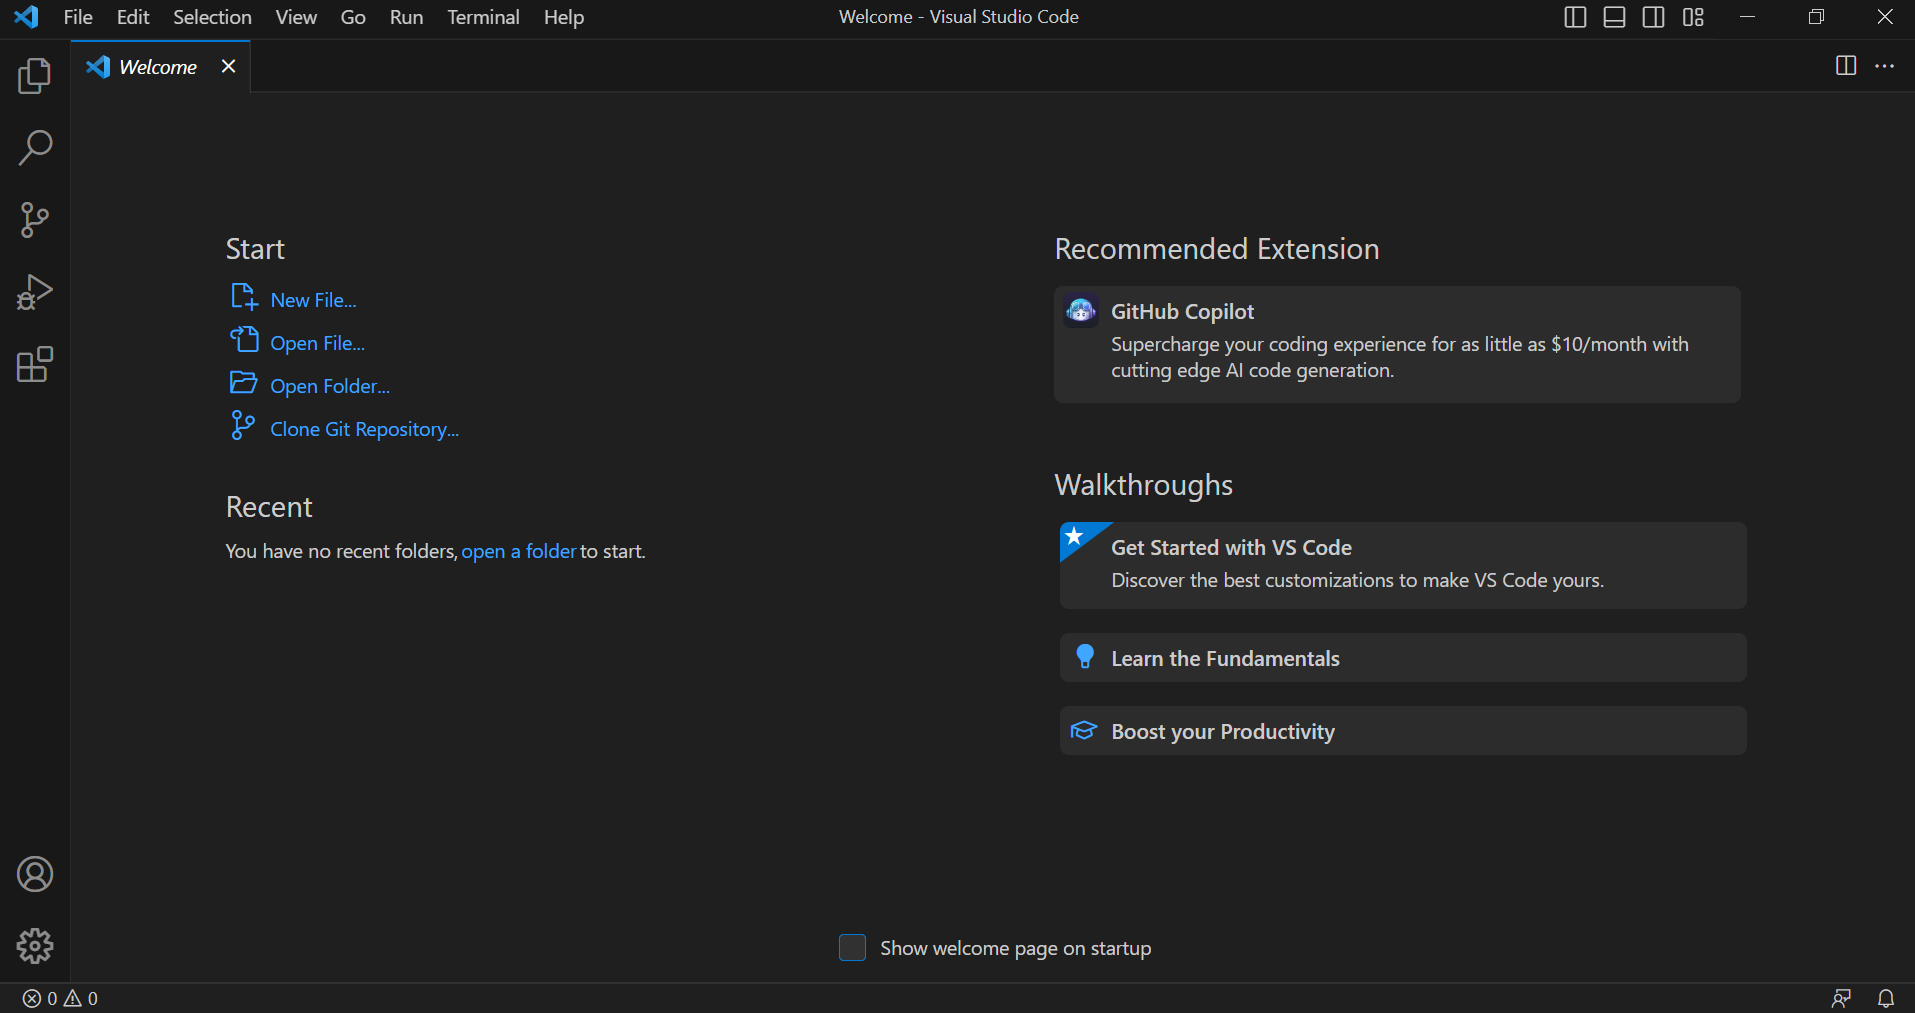 File Edit Selection View Go Run Terminal Help
Welcome - Visual Studio Code
Welcome
Start
New File...
Open File...
Open Folder...
Clone Git Repository...
Recent
You have no recent folders, open a folder to start.
Recommended Extension
GitHub Copilot
Supercharge your coding experience for as little as $10/month with
cutting edge AI code generation.
Walkthroughs
Get Started with VS Code
Discover the best customizations to make VS Code yours.
Learn the Fundamentals
Boost your Productivity
Show welcome page on startup
0 0